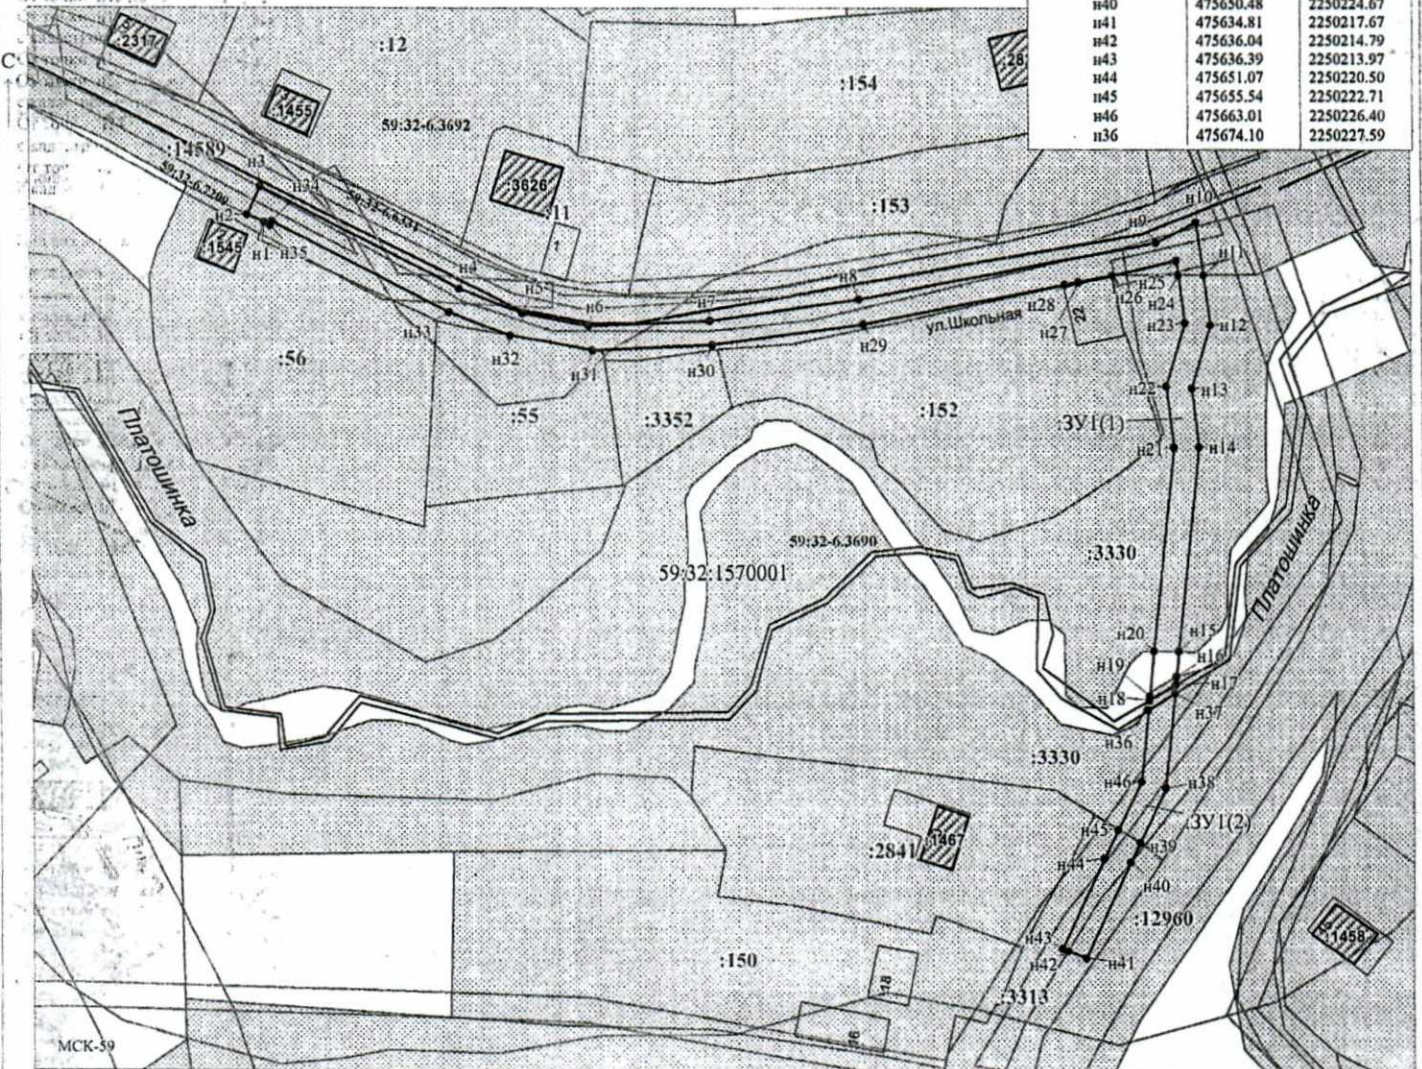 н40 475650.48 2250224.67
н41 475634.81 2250217.67
н42 475636.04 2250214.79
н43 475636.39 2250213.97
н44 475651.07 2250220.50
н45 475655.54 2250222.71
н46 475663.01 2250226.40
н36 475674.10 2250227.59
С
:2317
:12
:154
:1455
59:32-6.3692
:14589
н3
н34
:3626
:11
:153
н10
н2
:1545
н1
н35
н9
н11
н4
н5
н6
н7
н8
н28
н26
н25
н24
ул.Школьная
н27
22
н23
н12
н33
н32
н31
н30
н29
:56
:55
:3352
:152
н22
н13
:ЗУ1(1)
н21
н14
Платошинка
59:32-6.3690
:3330
59:32:1570001
Платошинка
н20
н15
н19
н16
н18
н17
н37
н36
:3330
н46
н38
н45
:ЗУ1(2)
:1467
:2841
н39
н44
н40
:12960
:1458
н43
н42
н41
:150
18
:3313
16
МСК-59